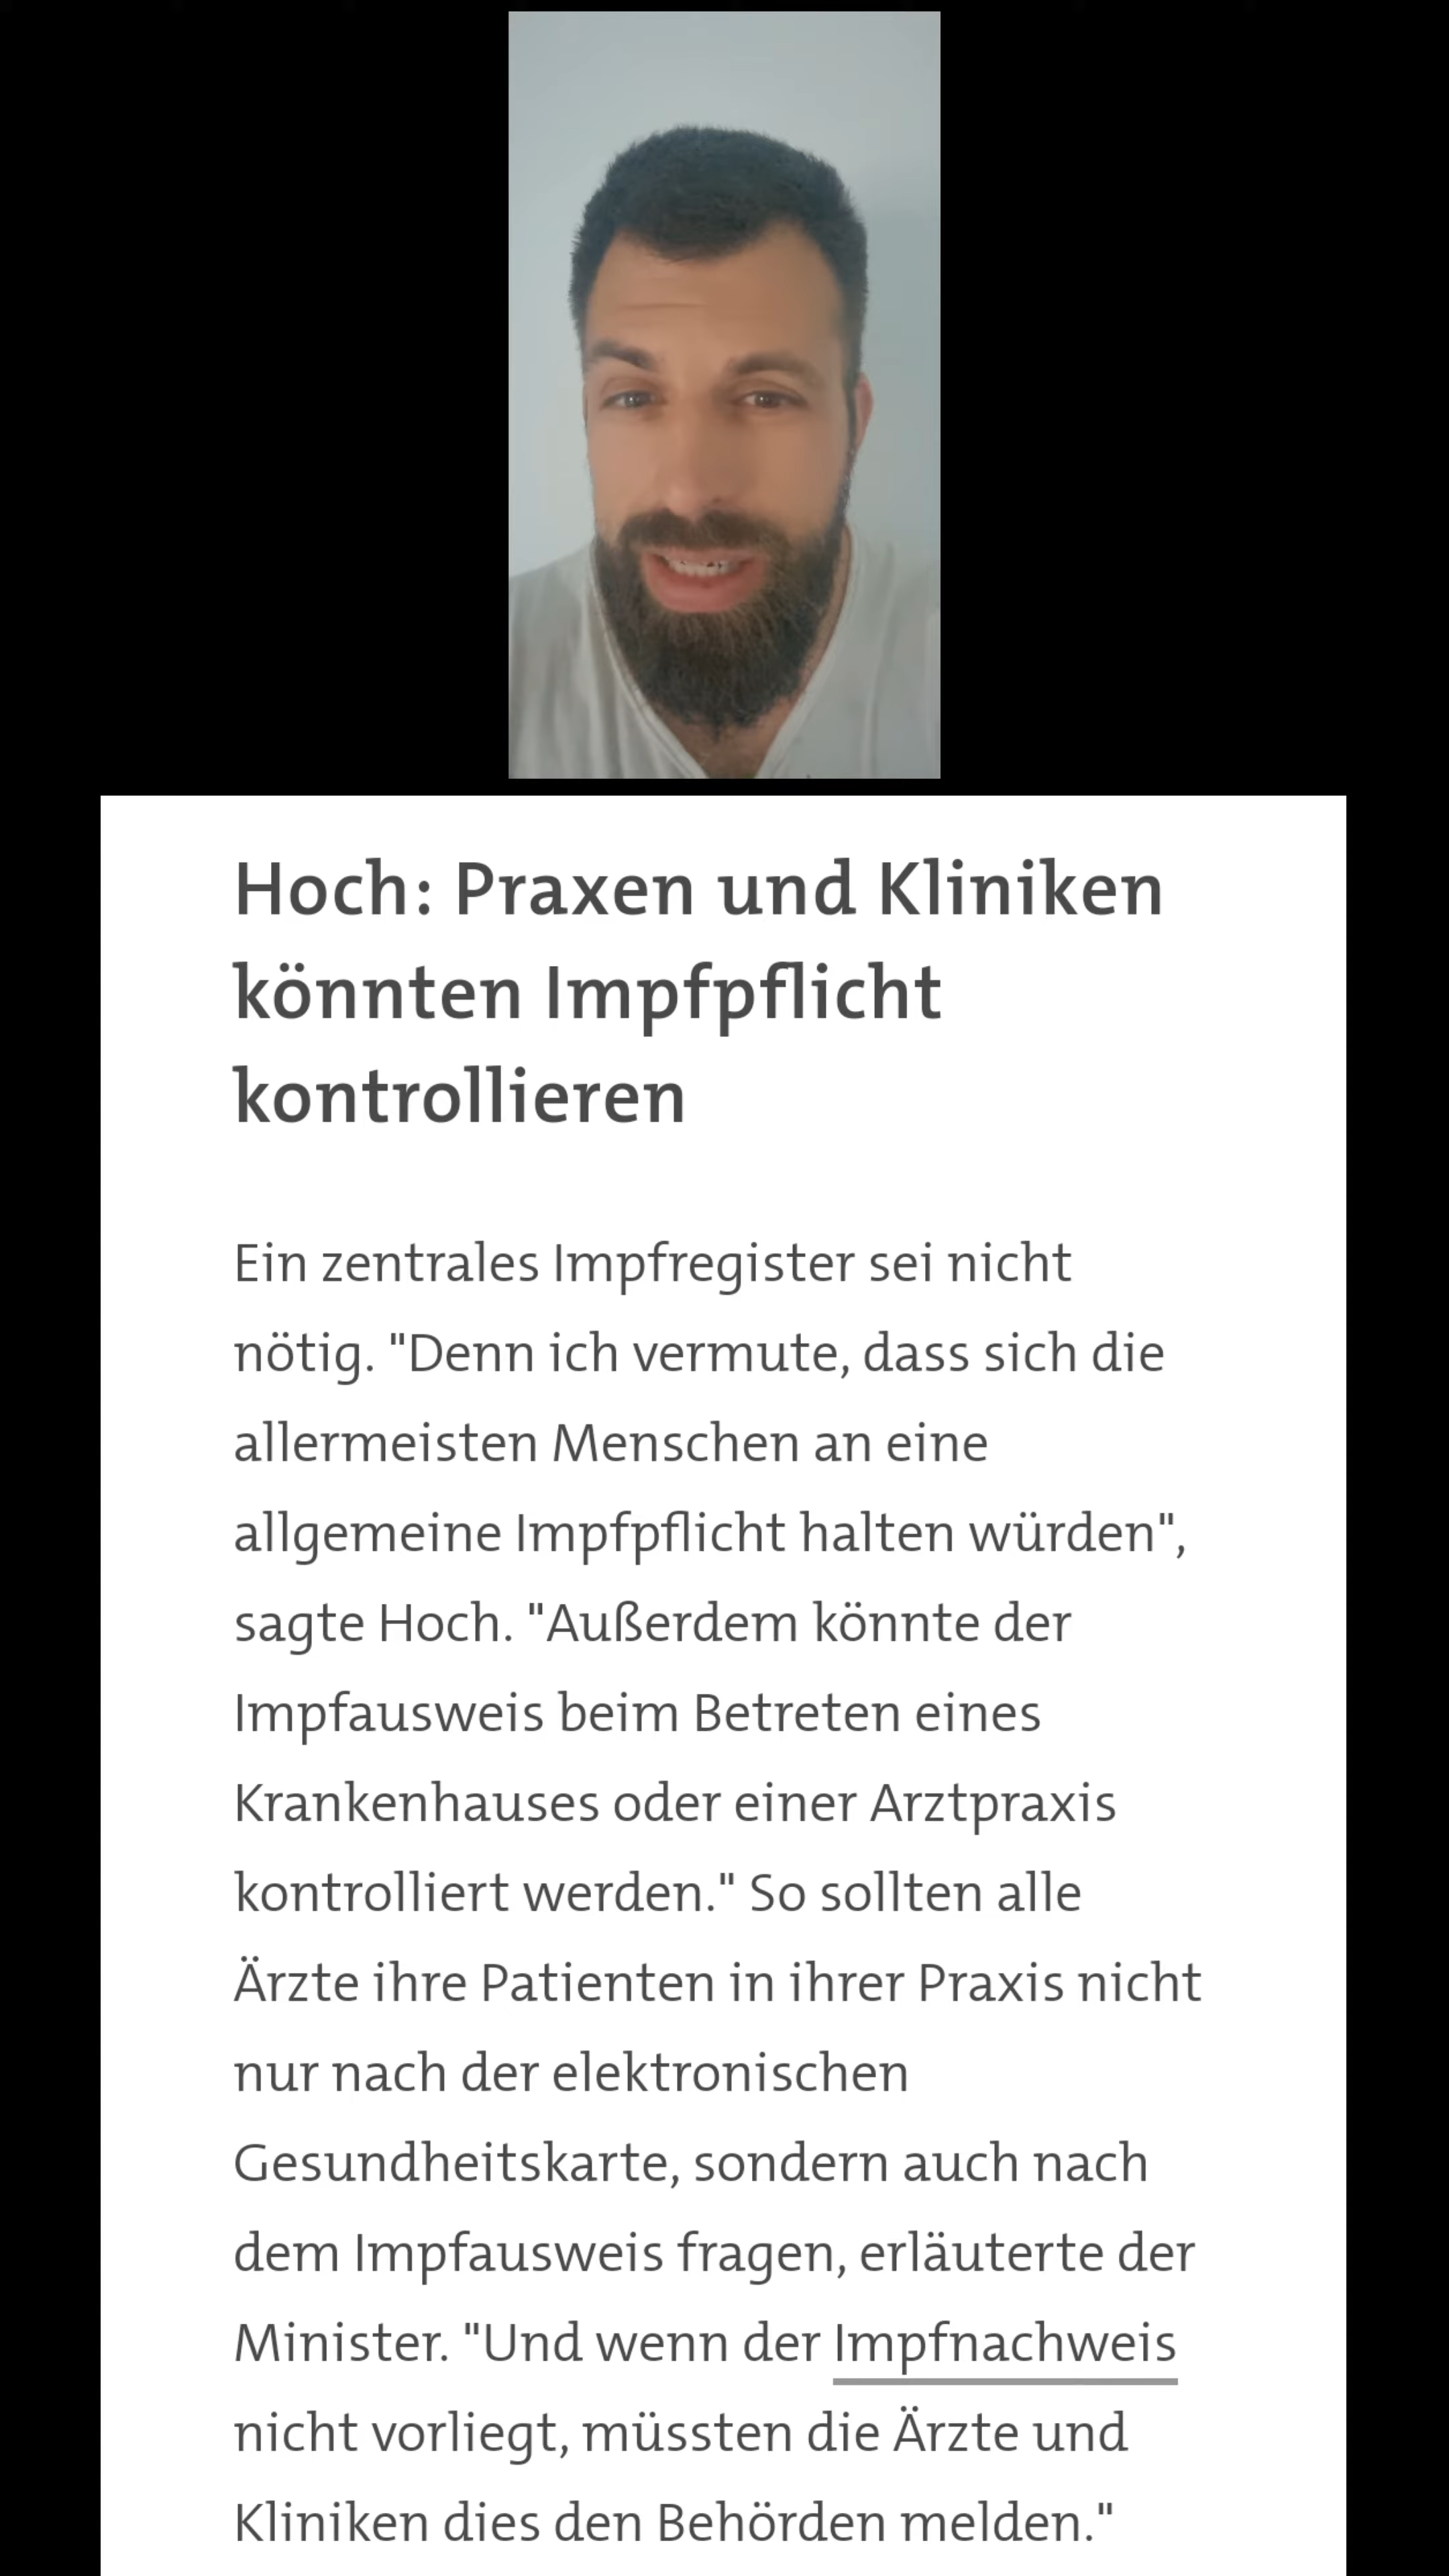 Hoch: Praxen und Kliniken
könnten Impfpflicht
kontrollieren
Ein zentrales Impfregister sei nicht
nötig. "Denn ich vermute, dass sich die
allermeisten Menschen an eine
allgemeine Impfpflicht halten würden",
sagte Hoch. "Außerdem könnte der
Impfausweis beim Betreten eines
Krankenhauses oder einer Arztpraxis
kontrolliert werden." So sollten alle
Ärzte ihre Patienten in ihrer Praxis nicht
nur nach der elektronischen
Gesundheitskarte, sondern auch nach
dem Impfausweis fragen, erläuterte der
Minister. "Und wenn der Impfnachweis
nicht vorliegt, müssten die Ärzte und
Kliniken dies den Behörden melden."